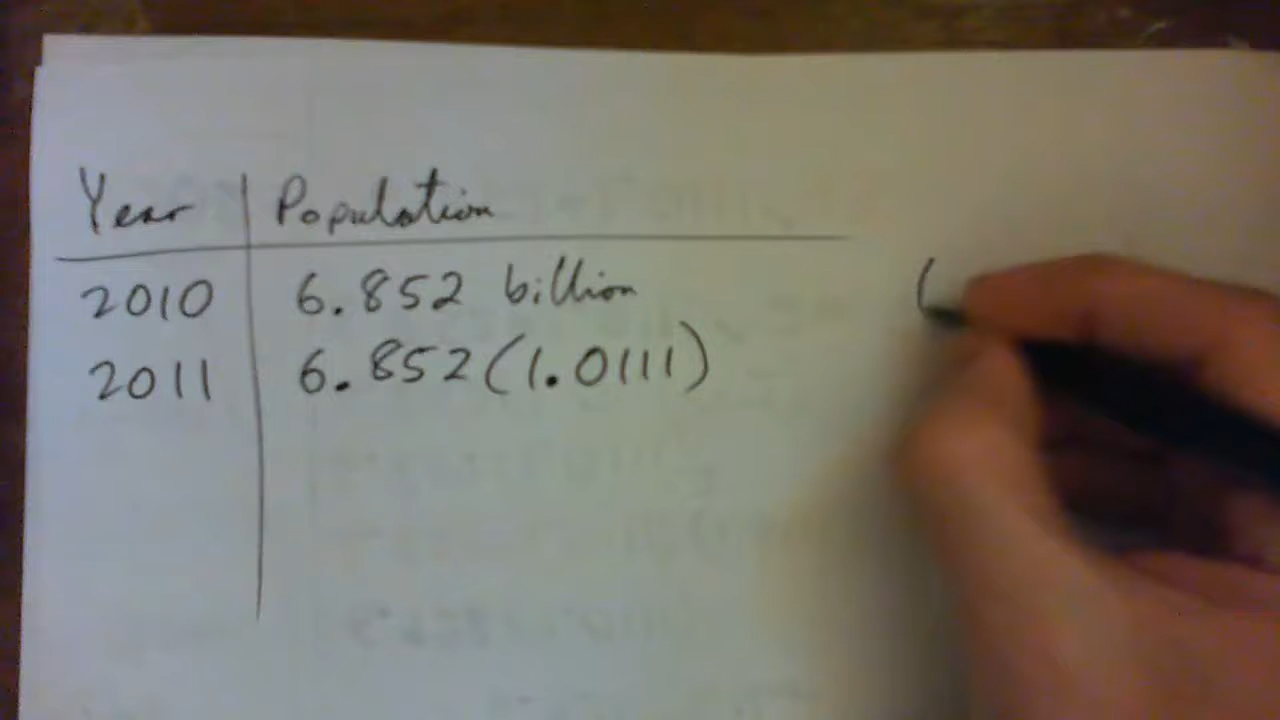 Year Population
2010 6.852 billion
2011 6.852(1.0111)
(